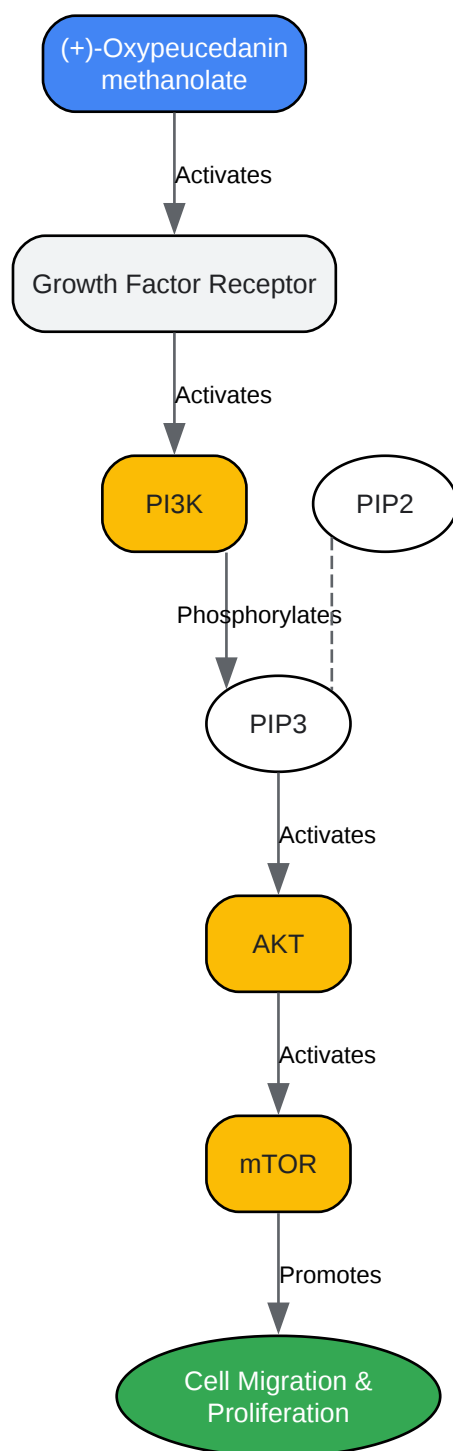 (+)-Oxypeucedanin
methanolate
Activates
Growth Factor Receptor
Activates
PI3K
PIP2
Phosphorylates
PIP3
Activates
AKT
Activates
mTOR
Promotes
Cell Migration &
Proliferation